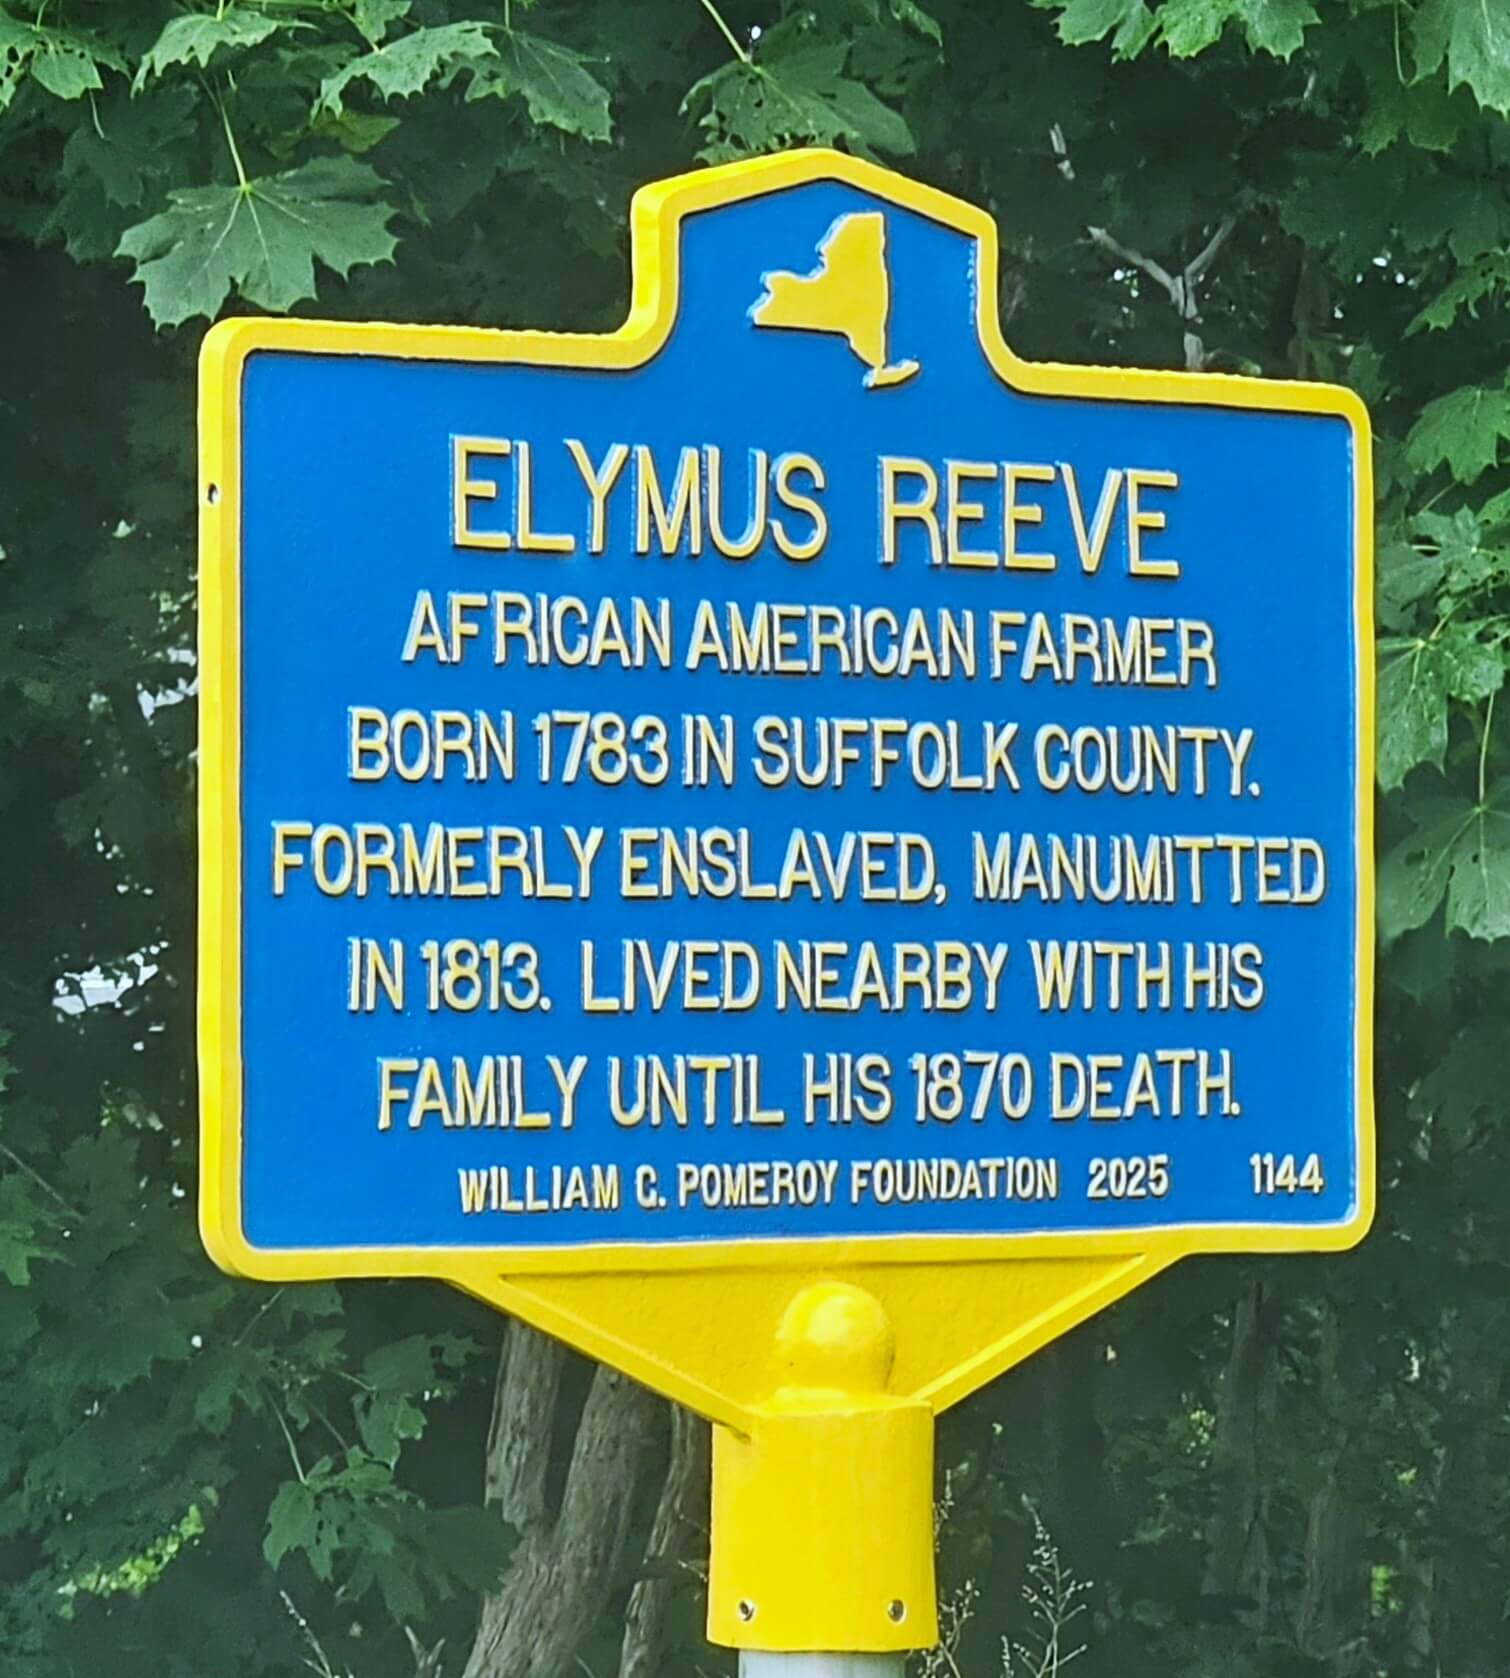 ELYMUS REEVE
AFRICAN AMERICAN FARMER
BORN 1783 IN SUFFOLK COUNTY.
FORMERLY ENSLAVED, MANUMITTED
IN 1813. LIVED NEARBY WITH HIS
FAMILY UNTIL HIS 1870 DEATH.
WILLIAM G. POMEROY FOUNDATION 2025 1144